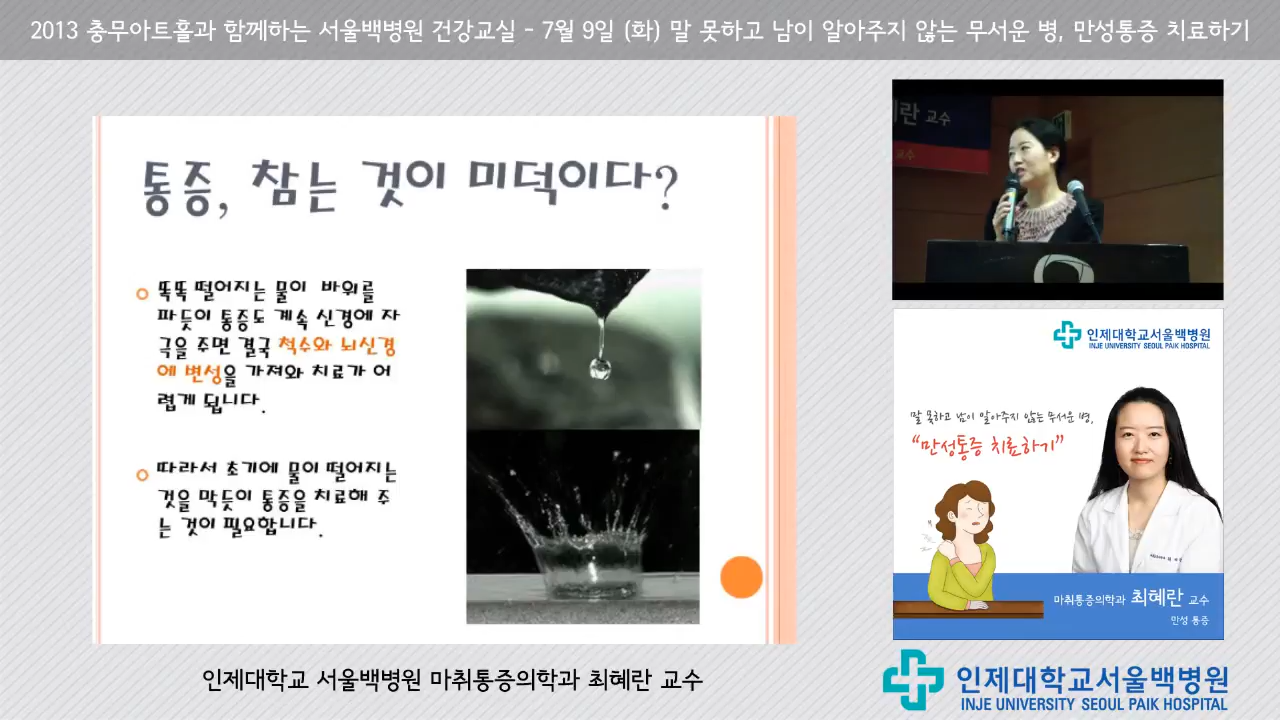 2013 충무아트홀과 함께하는 서울백병원 건강교실 - 7월 9일 (화) 말 못하고 남이 알아주지 않는 무서운 병, 만성통증 치료하기
통증, 참는 것이 미덕이다?
똑똑 떨어지는 물이 바위를
파듯이 통증도 계속 신경에 자
극을 주면 결국 척수와 뇌신경
에 변성을 가져와 치료가 어
렵게 됩니다.
따라서 초기에 물이 떨어지는
것을 막듯이 통증을 치료해 주
는 것이 필요합니다.
란 교수
교수
인제대학교서울백병원
INJE UNIVERSITY SEOUL PAIK HOSPITAL
말 못하고 남이 알아주지 않는 무서운 병,
“만성통증 치료하기”
마취통증의학과 최혜란 교수
만성 통증
인제대학교 서울백병원 마취통증의학과 최혜란 교수
인제대학교서울백병원
INJE UNIVERSITY SEOUL PAIK HOSPITAL